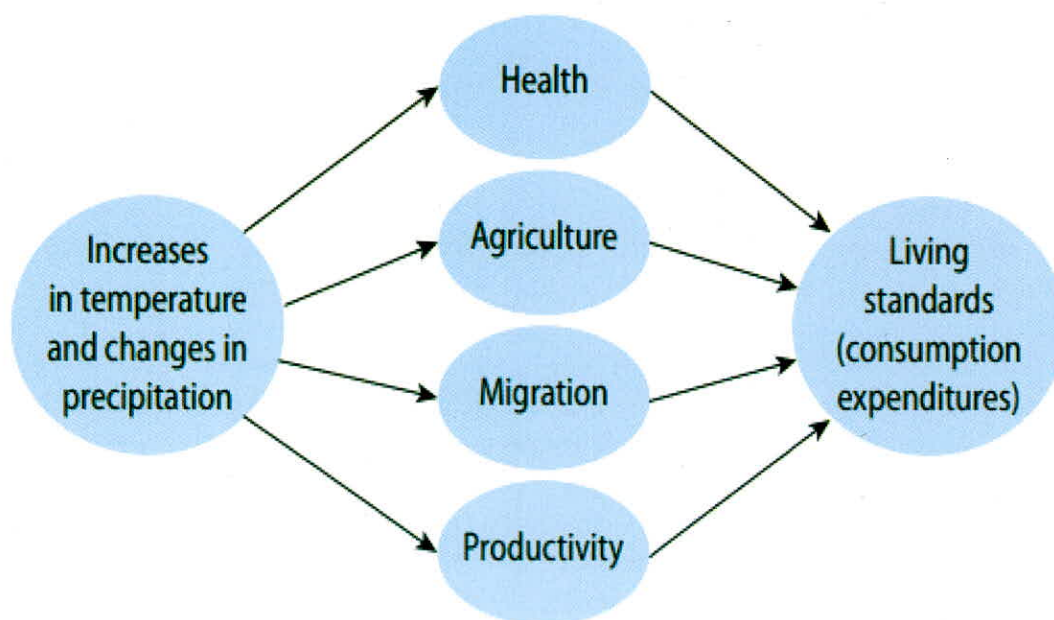 Health
Agriculture
Increases
in temperature
and changes in
precipitation
Living
standards
(consumption
expenditures)
Migration
Productivity